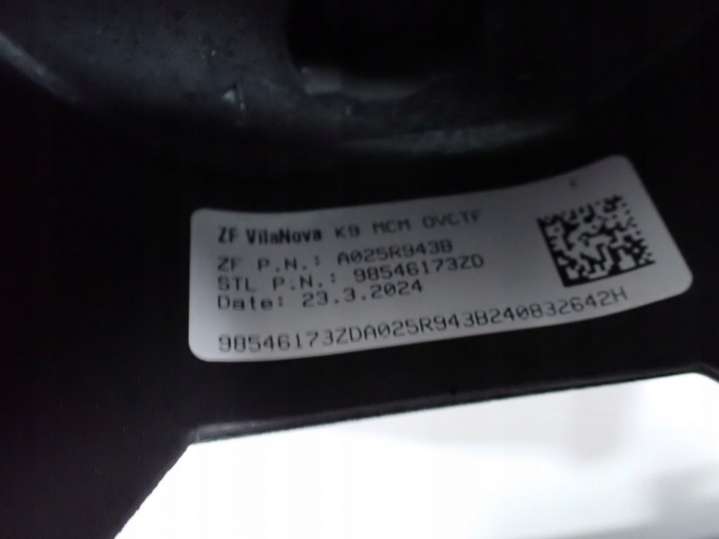 ZF VilaNova K9 MCM OVCTF
ZF P.N.: A025R943B
STL P.N.: 98546173ZD
Date: 23.3.2024
98546173ZDA025R943B240832642H